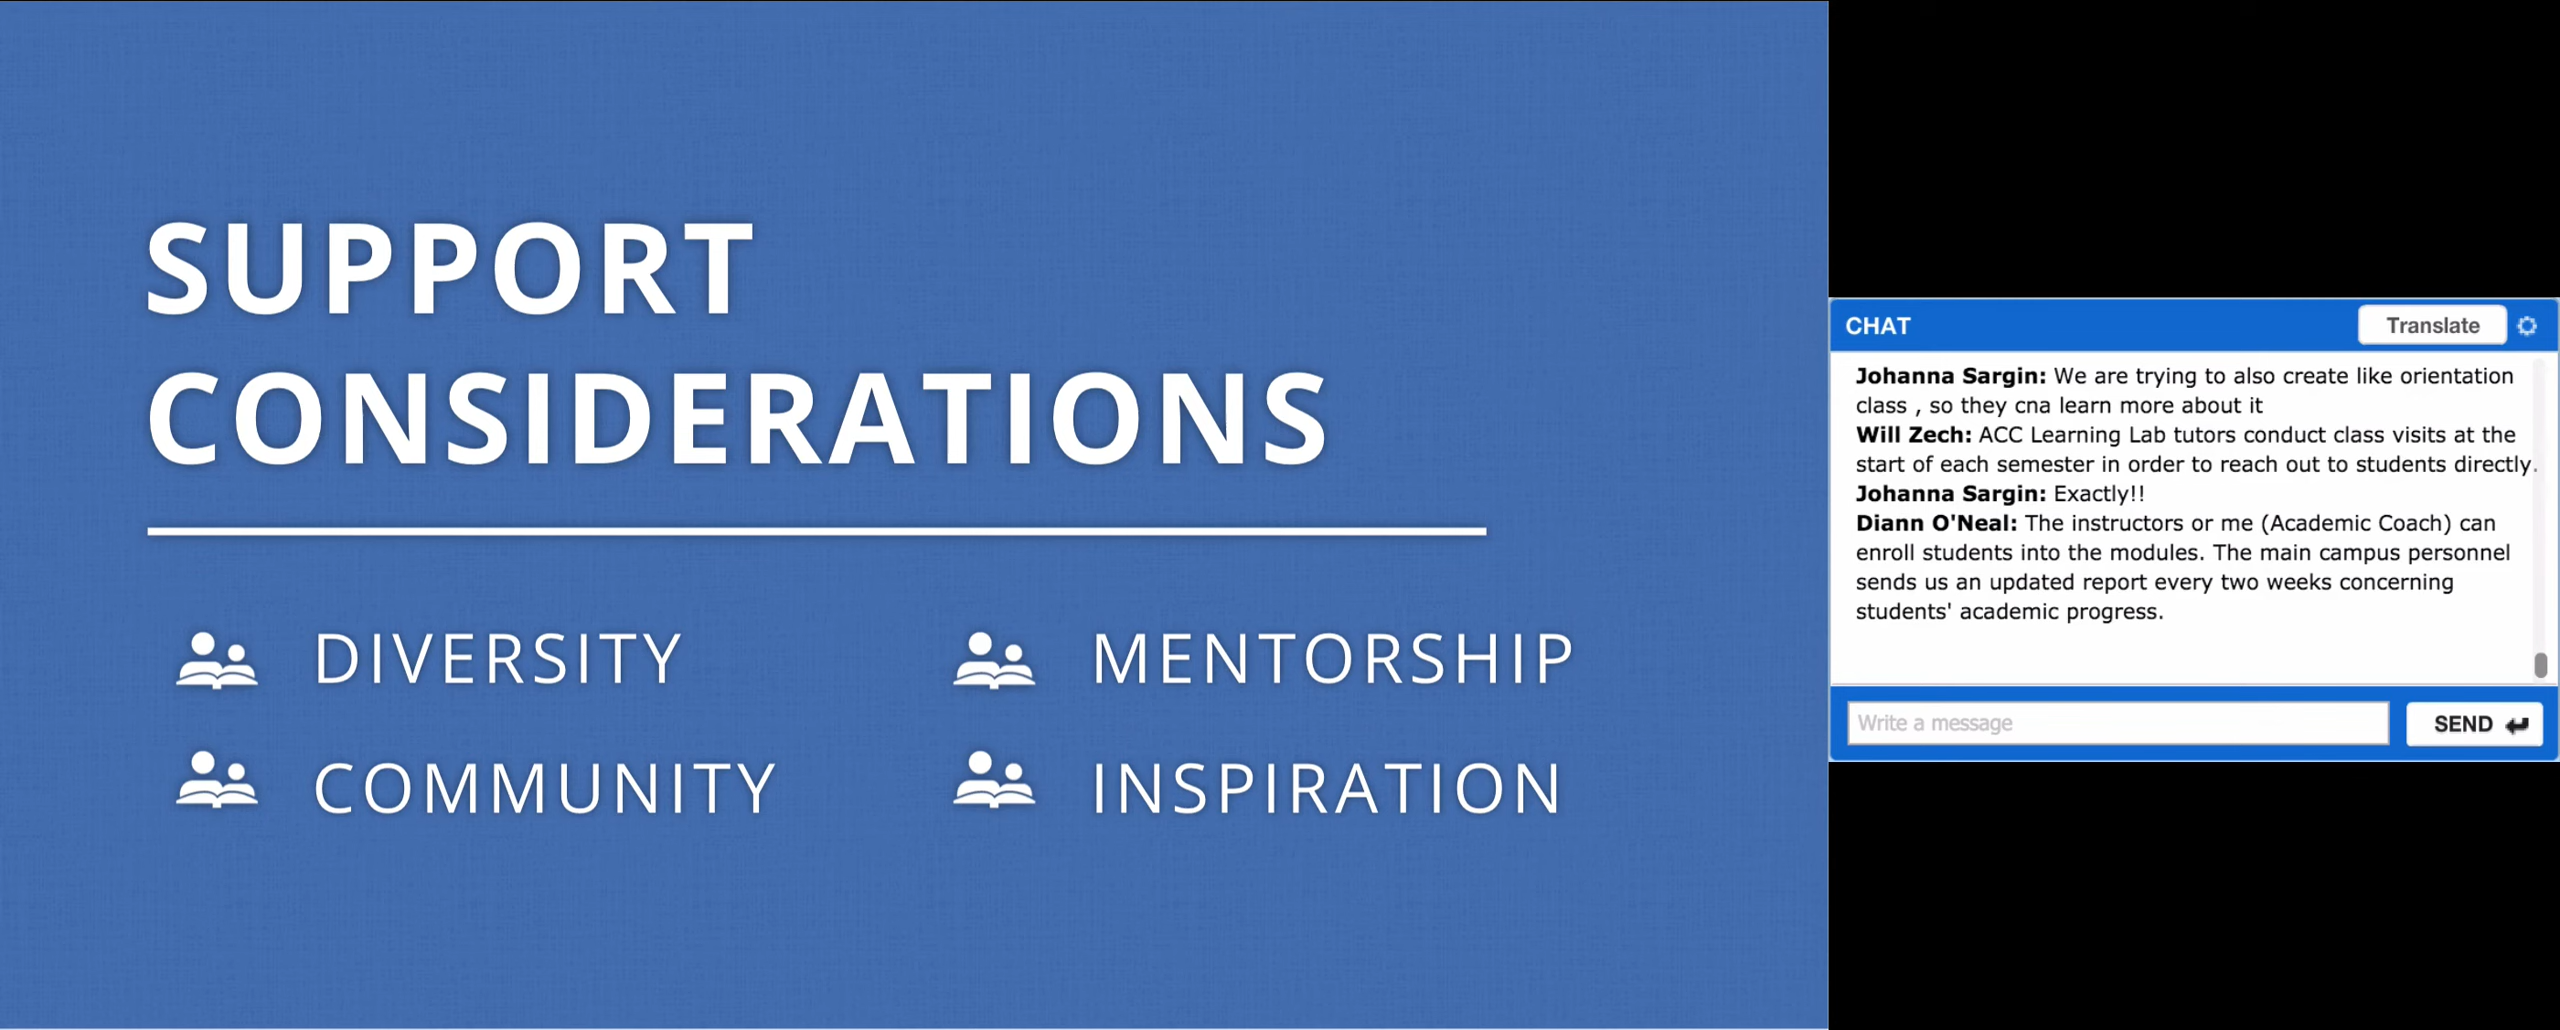 SUPPORT
CONSIDERATIONS
DIVERSITY
MENTORSHIP
COMMUNITY
INSPIRATION
CHAT
Translate
Johanna Sargin: We are trying to also create like orientation
class , so they cna learn more about it
Will Zech: ACC Learning Lab tutors conduct class visits at the
start of each semester in order to reach out to students directly.
Johanna Sargin: Exactly!!
Diann O'Neal: The instructors or me (Academic Coach) can
enroll students into the modules. The main campus personnel
sends us an updated report every two weeks concerning
students' academic progress.
Write a message
SEND